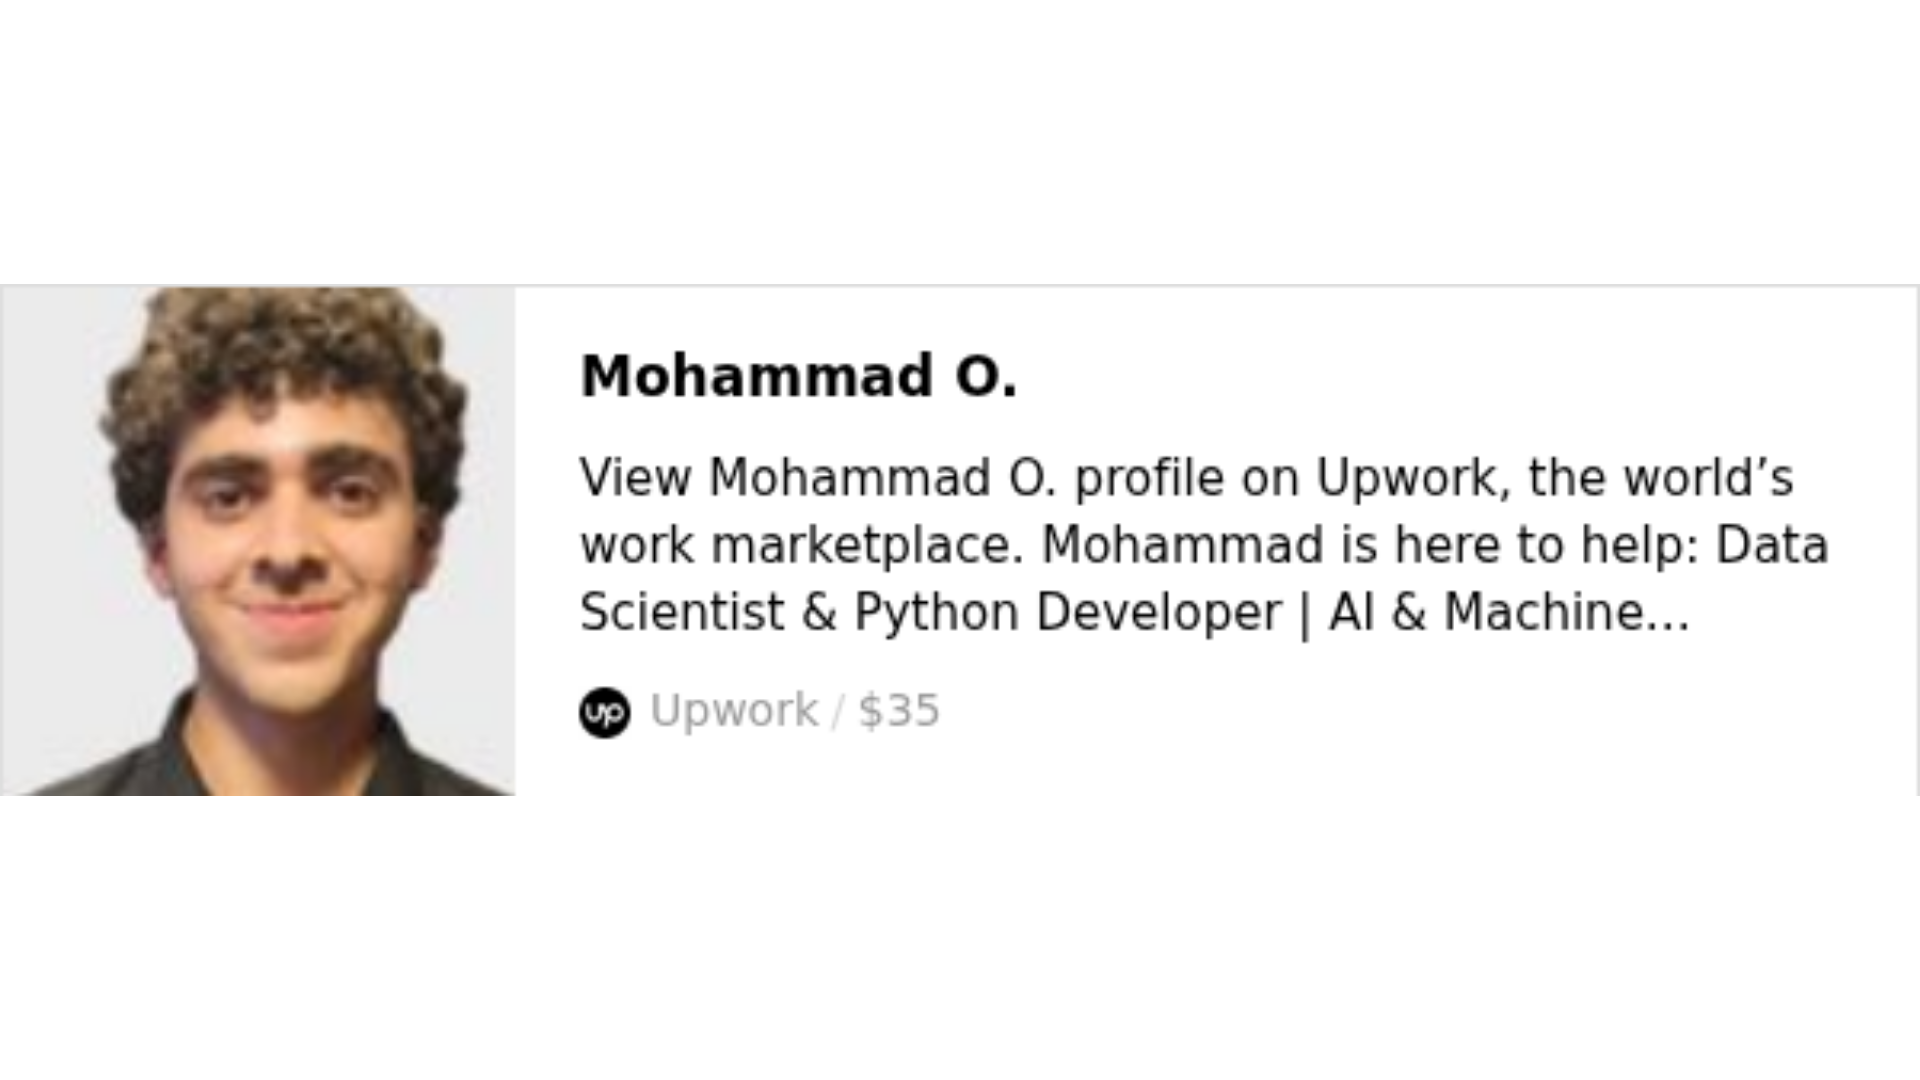 Mohammad O.
View Mohammad O. profile on Upwork, the world’s
work marketplace. Mohammad is here to help: Data
Scientist & Python Developer | AI & Machine...
up Upwork / $35